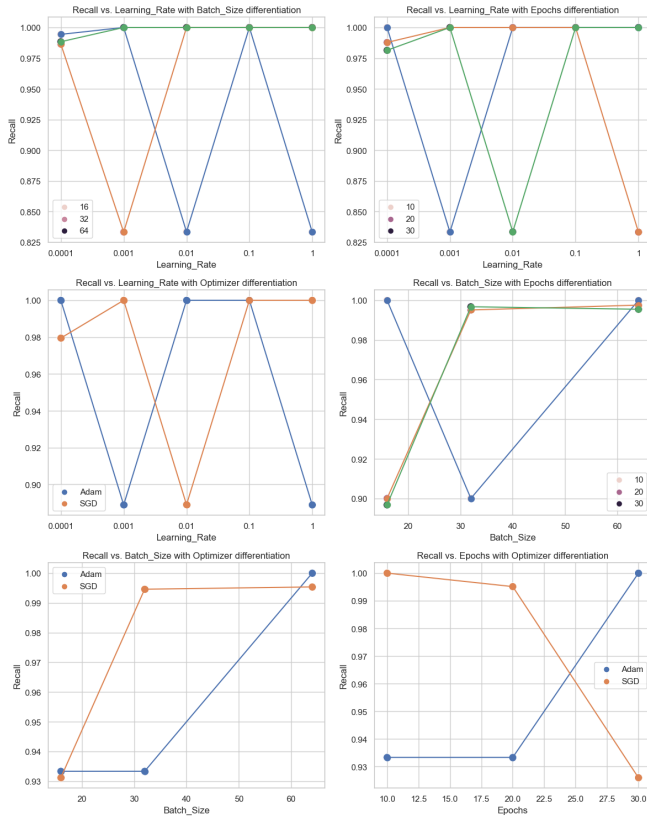 Recall vs. Learning_Rate with Batch_Size differentiation
1.000
0.975
0.950
0.925
0.900
0.875
0.850
0.825
Recall
16
32
64
0.0001 0.001 0.01 0.1 1
Learning_Rate
Recall vs. Learning_Rate with Epochs differentiation
1.000
0.975
0.950
0.925
0.900
0.875
0.850
0.825
Recall
10
20
30
0.0001 0.001 0.01 0.1 1
Learning_Rate
Recall vs. Learning_Rate with Optimizer differentiation
1.00
0.98
0.96
0.94
0.92
0.90
Recall
Adam
SGD
0.0001 0.001 0.01 0.1 1
Learning_Rate
Recall vs. Batch_Size with Epochs differentiation
1.00
0.98
0.96
0.94
0.92
0.90
Recall
10
20
30
20 30 40 50 60
Batch_Size
Recall vs. Batch_Size with Optimizer differentiation
Adam
SGD
1.00
0.99
0.98
0.97
0.96
0.95
0.94
0.93
Recall
20 30 40 50 60
Batch_Size
Recall vs. Epochs with Optimizer differentiation
1.00
0.99
0.98
0.97
0.96
0.95
0.94
0.93
Recall
Adam
SGD
10.0 12.5 15.0 17.5 20.0 22.5 25.0 27.5 30.0
Epochs